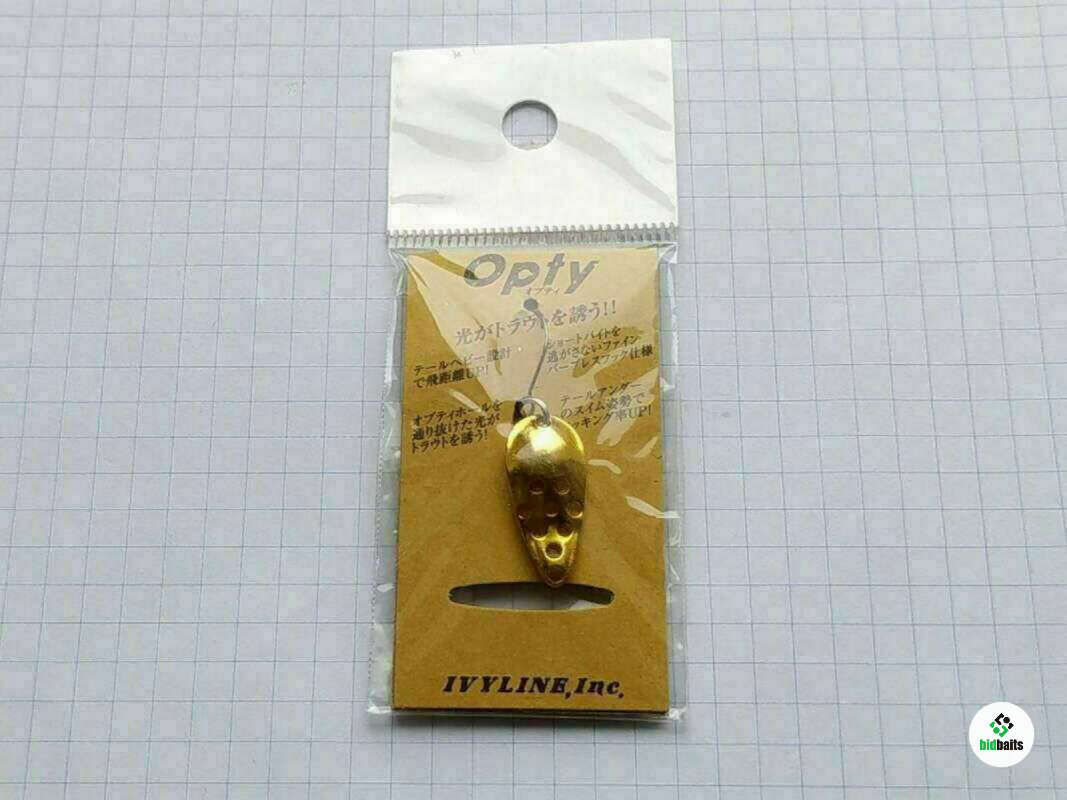 Opty
オプティ
光がトラウトを誘う!!
テールヘビー設計
で飛距離UP!
ショートバイトを
逃がさないファイン
バーブレスフック仕様
オプティホールを
通り抜けた光が
トラウトを誘う!
テールアンダー
のスイム姿勢で
ッキング率UP!
IVYLINE,Inc.
bidbaits